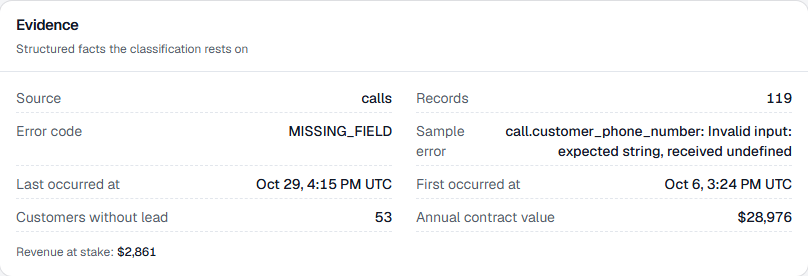 Evidence
Structured facts the classification rests on
Source calls
Records 119
Error code MISSING_FIELD
Sample error call.customer_phone_number: Invalid input: expected string, received undefined
Last occurred at Oct 29, 4:15 PM UTC
First occurred at Oct 6, 3:24 PM UTC
Customers without lead 53
Annual contract value $28,976
Revenue at stake: $2,861